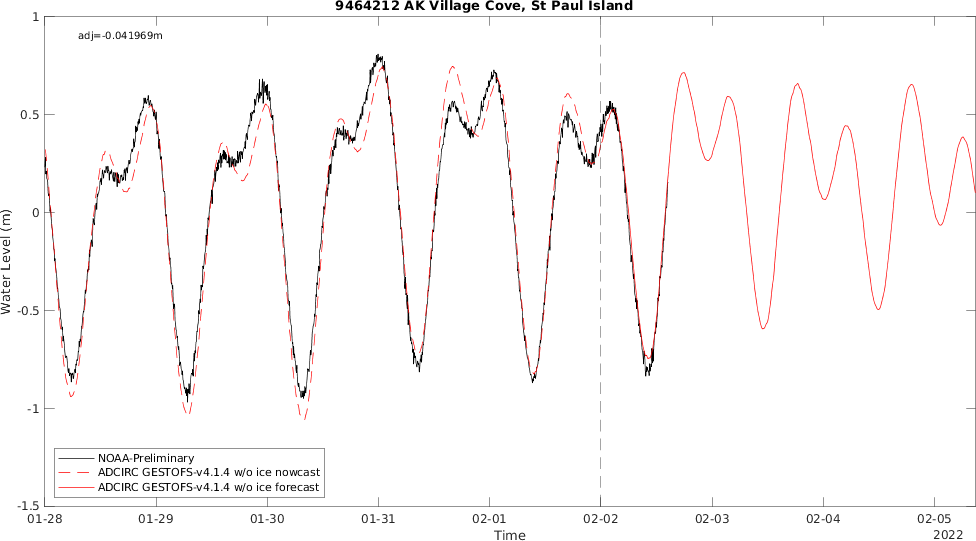 9464212 AK Village Cove, St Paul Island
adj=-0.041969m
1
0.5
0
-0.5
-1
-1.5
Water Level (m)
NOAA-Preliminary
ADCIRC GESTOFS-v4.1.4 w/o ice nowcast
ADCIRC GESTOFS-v4.1.4 w/o ice forecast
01-28 01-29 01-30 01-31 02-01 02-02 02-03 02-04 02-05
Time
2022